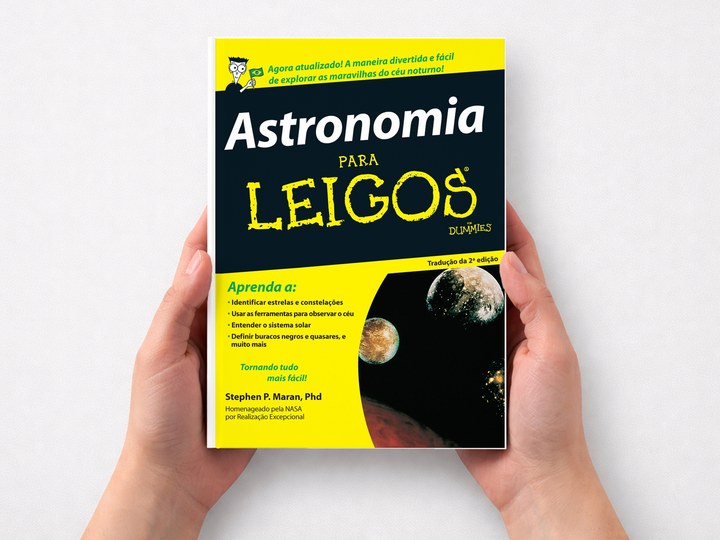 Agora atualizado! A maneira divertida e fácil
de explorar as maravilhas do céu noturno!
Astronomia
PARA
LEIGOS®
FOR
DUMMIES
Tradução da 2ª edição
Aprenda a:
• Identificar estrelas e constelações
• Usar as ferramentas para observar o céu
• Entender o sistema solar
• Definir buracos negros e quasares, e
muito mais
Tornando tudo
mais fácil!
Stephen P. Maran, Phd
Homenageado pela NASA
por Realização Excepcional